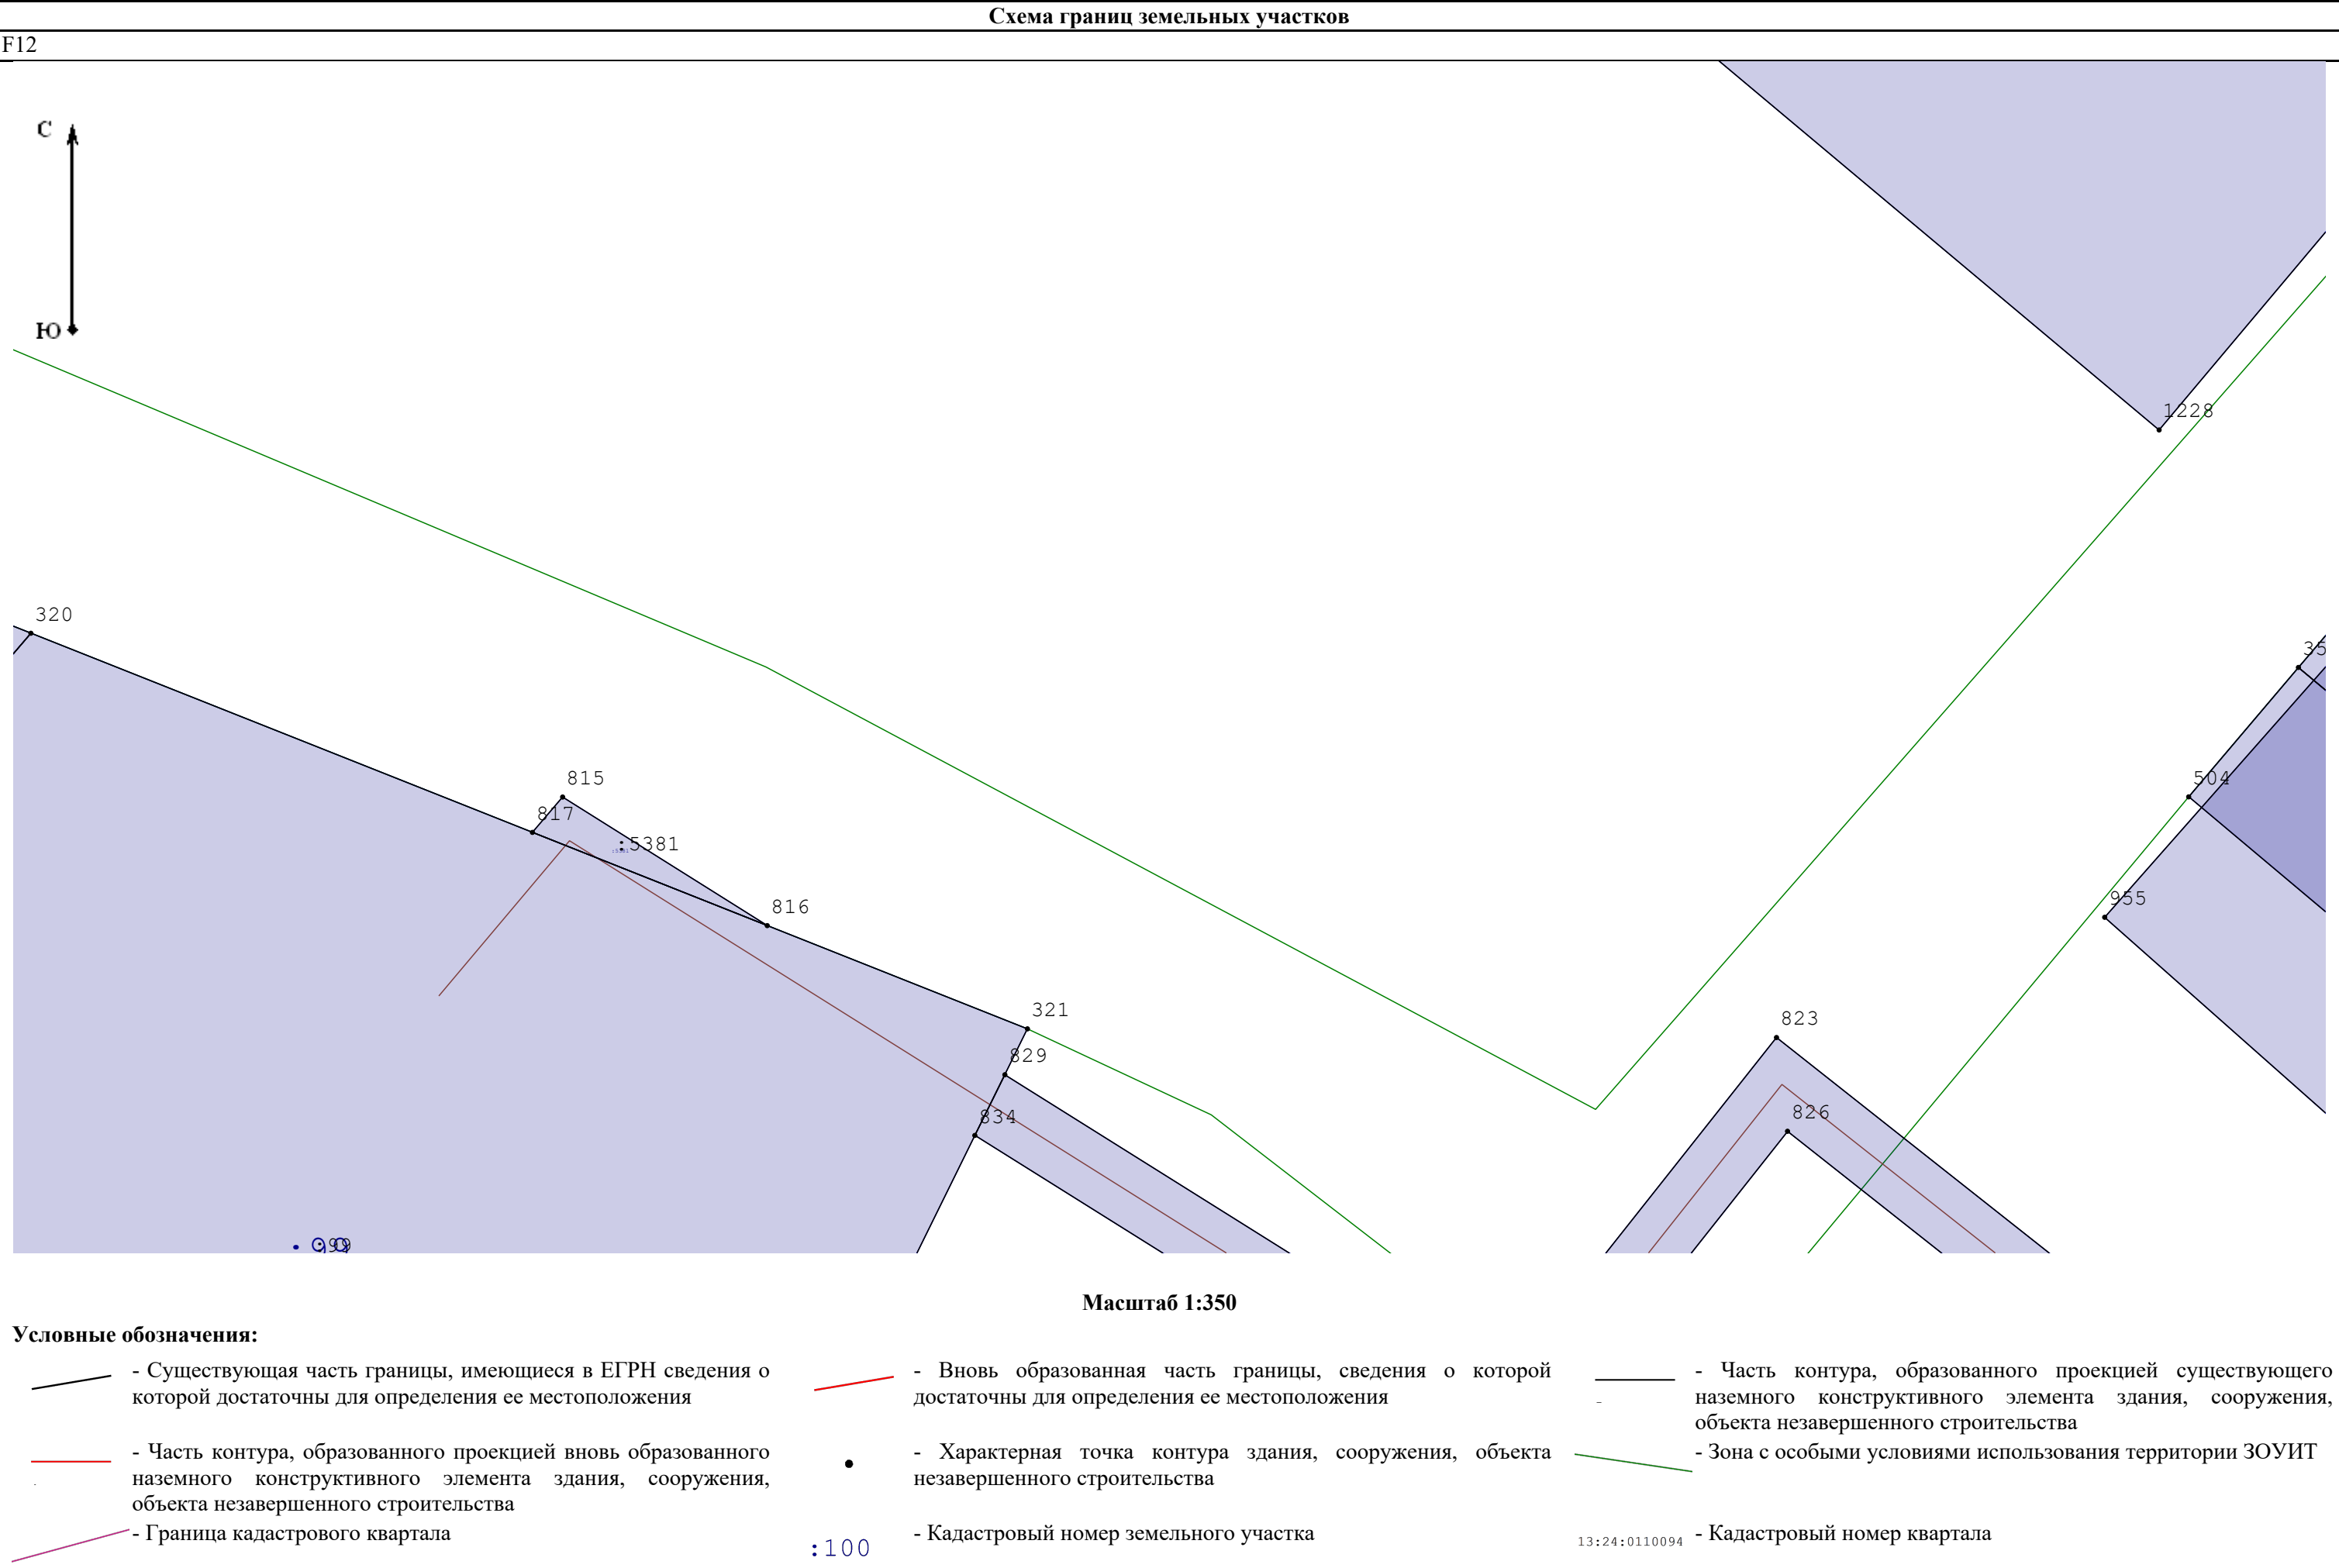 Схема границ земельных участков
F12
С
Ю
1228
320
35
815
504
817
:5381
955
816
321
823
829
826
834
Масштаб 1:350
Условные обозначения:
- Существующая часть границы, имеющиеся в ЕГРН сведения о
которой достаточны для определения ее местоположения
- Вновь образованная часть границы, сведения о которой
достаточны для определения ее местоположения
- Часть контура, образованного проекцией существующего
наземного конструктивного элемента здания, сооружения,
объекта незавершенного строительства
- Часть контура, образованного проекцией вновь образованного
наземного конструктивного элемента здания, сооружения,
объекта незавершенного строительства
- Характерная точка контура здания, сооружения, объекта
незавершенного строительства
- Зона с особыми условиями использования территории ЗОУИТ
- Граница кадастрового квартала
:100
- Кадастровый номер земельного участка
13:24:0110094
- Кадастровый номер квартала